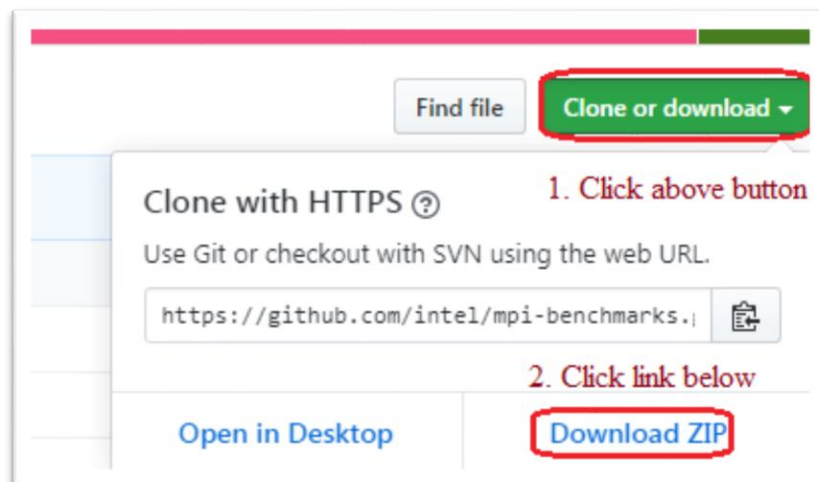 Find file
Clone or download
Clone with HTTPS
1. Click above button
Use Git or checkout with SVN using the web URL.
https://github.com/intel/mpi-benchmarks.
2. Click link below
Open in Desktop
Download ZIP